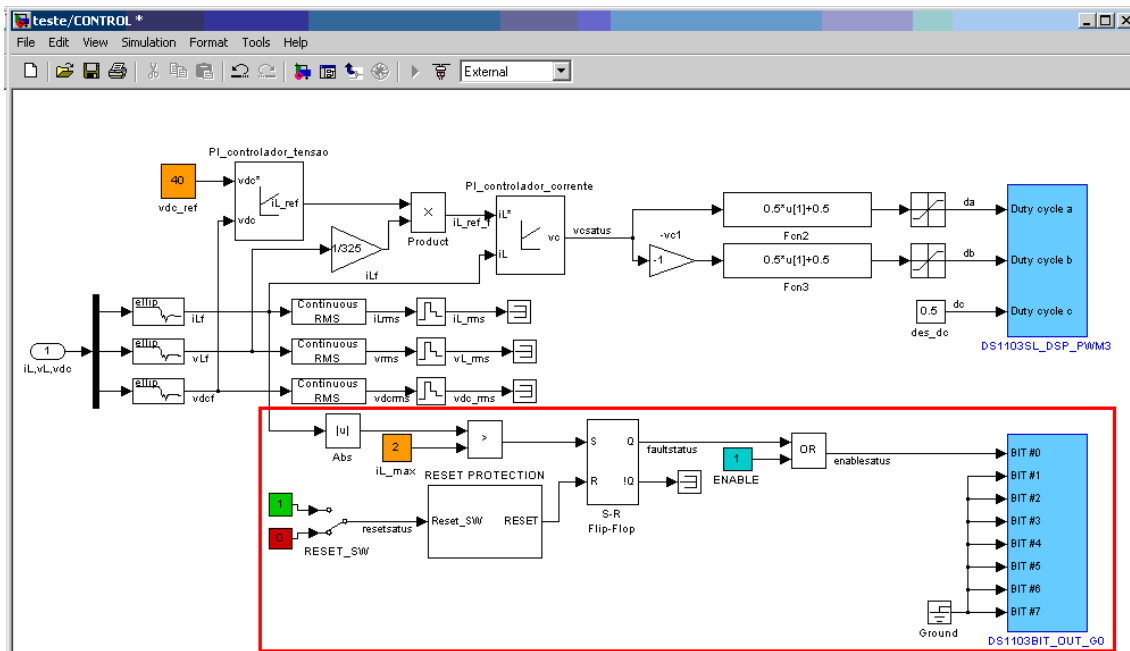 teste/CONTROL *
File Edit View Simulation Format Tools Help
External
PI_controlador_tensao
40
vdc_ref
vdc*
iL_ref
vdc
×
Product
iL_ref_f
1/325
iLf
PI_controlador_corrente
iL*
vc
iL
vcsatus
-vc1
-1
0.5*u[1]+0.5
Fcn2
0.5*u[1]+0.5
Fcn3
da
db
0.5
dc
des_dc
Duty cycle a
Duty cycle b
Duty cycle c
DS1103SL_DSP_PWM3
1
iL,vL,vdc
ellip
iLf
Continuous
RMS
iLrms
iL_rms
ellip
vLf
Continuous
RMS
vrms
vL_rms
ellip
vdcf
Continuous
RMS
vdcrms
vdc_rms
|u|
Abs
2
iL_max
>
RESET PROTECTION
Reset_SW
RESET
1
0
RESET_SW
resetsatus
S
Q
R
!Q
S-R
Flip-Flop
faultstatus
1
ENABLE
OR
enablesatus
BIT #0
BIT #1
BIT #2
BIT #3
BIT #4
BIT #5
BIT #6
BIT #7
Ground
DS1103BIT_OUT_G0